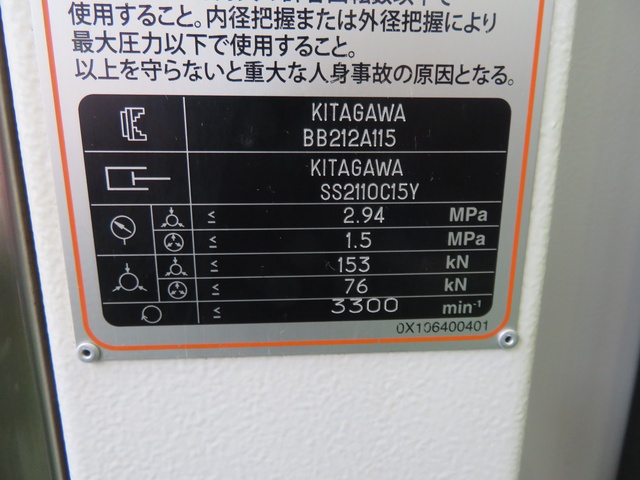 使用すること。内径把握または外径把握により
最大圧力以下で使用すること。
以上を守らないと重大な人身事故の原因となる。
KITAGAWA
BB212A115
KITAGAWA
SS2110C15Y
≤ 2.94 MPa
≤ 1.5 MPa
≤ 153 kN
≤ 76 kN
≤ 3300 min⁻¹
0X106400401